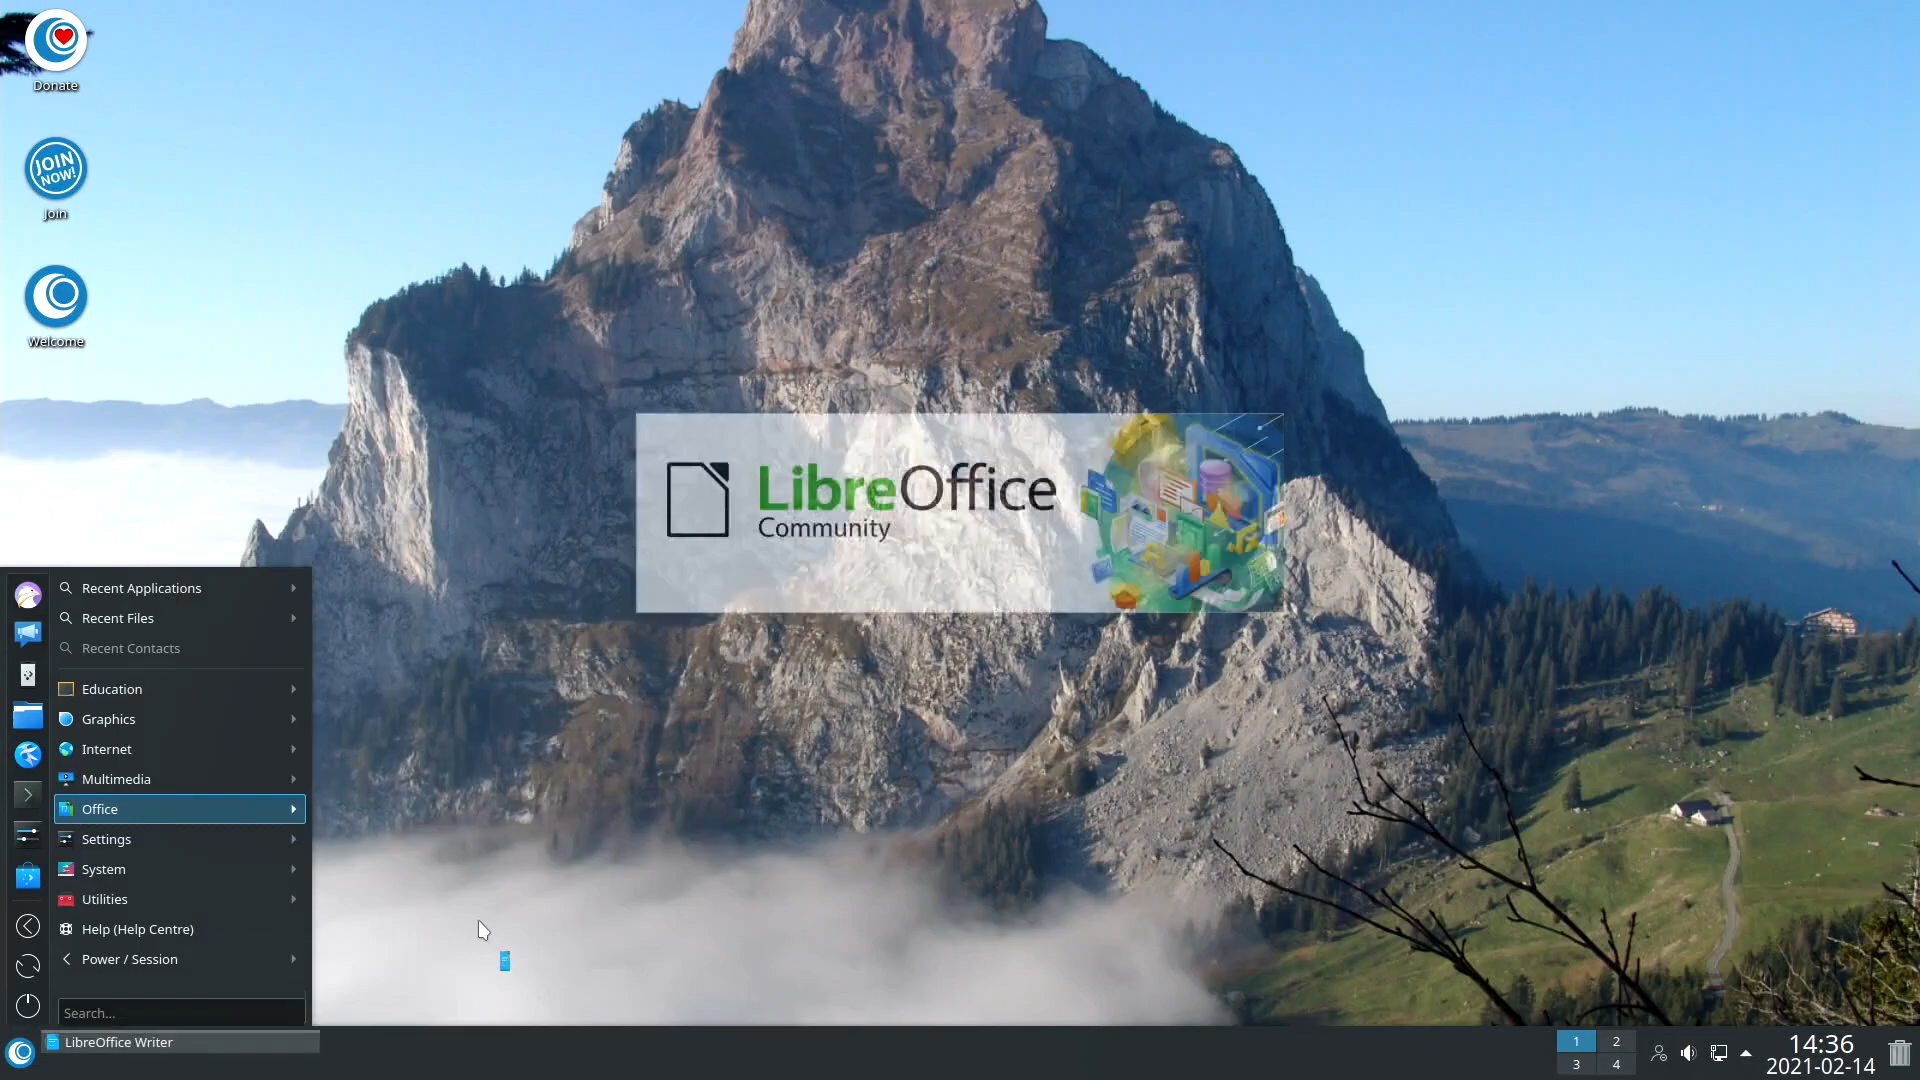 Donate
JOIN
NOW!
Join
Welcome
LibreOffice
Community
Recent Applications
Recent Files
Recent Contacts
Education
Graphics
Internet
Multimedia
Office
Settings
System
Utilities
Help (Help Centre)
Power / Session
Search...
LibreOffice Writer
1 2
3 4
14:36
2021-02-14